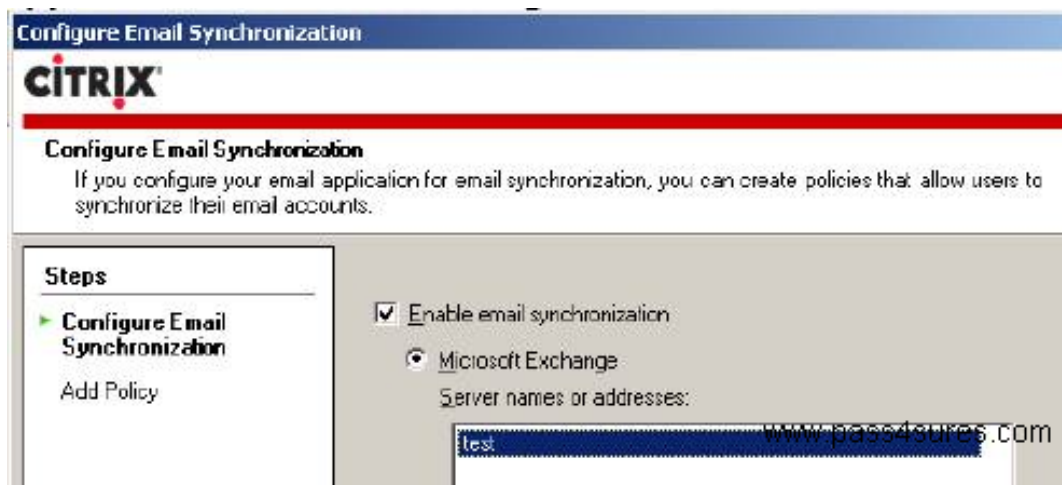 Configure Email Synchronization
CİTRIX
Configure Email Synchronization
If you configure your email application for email synchronization, you can create policies that allow users to
synchronize their email accounts.
Steps
Configure Email
Synchronization
Add Policy
Enable email synchronization
Microsoft Exchange
Server names or addresses:
test
www.pass4sures.com